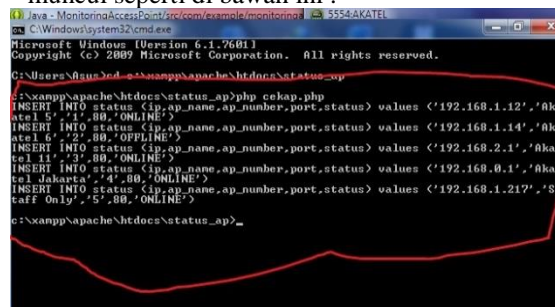 muncul seperti di bawah ini :
Java - MonitoringAccessPoint/src/com/example/monitoringa 5554:AKATEL
C:\Windows\system32\cmd.exe
Microsoft Windows [Version 6.1.7601]
Copyright (c) 2009 Microsoft Corporation. All rights reserved.
C:\Users\Asus>cd c:\xampp\apache\htdocs\status_ap
c:\xampp\apache\htdocs\status_ap>php cekap.php
INSERT INTO status (ip,ap_name,ap_number,port,status) values ('192.168.1.12','Ak
atel 5','1',80,'ONLINE')
INSERT INTO status (ip,ap_name,ap_number,port,status) values ('192.168.1.14','Ak
atel 6','2',80,'OFFLINE')
INSERT INTO status (ip,ap_name,ap_number,port,status) values ('192.168.2.1','Aka
tel 11','3',80,'ONLINE')
INSERT INTO status (ip,ap_name,ap_number,port,status) values ('192.168.0.1','Aka
tel Jakarta','4',80,'ONLINE')
INSERT INTO status (ip,ap_name,ap_number,port,status) values ('192.168.1.217','S
taff Only','5',80,'ONLINE')
c:\xampp\apache\htdocs\status_ap>_